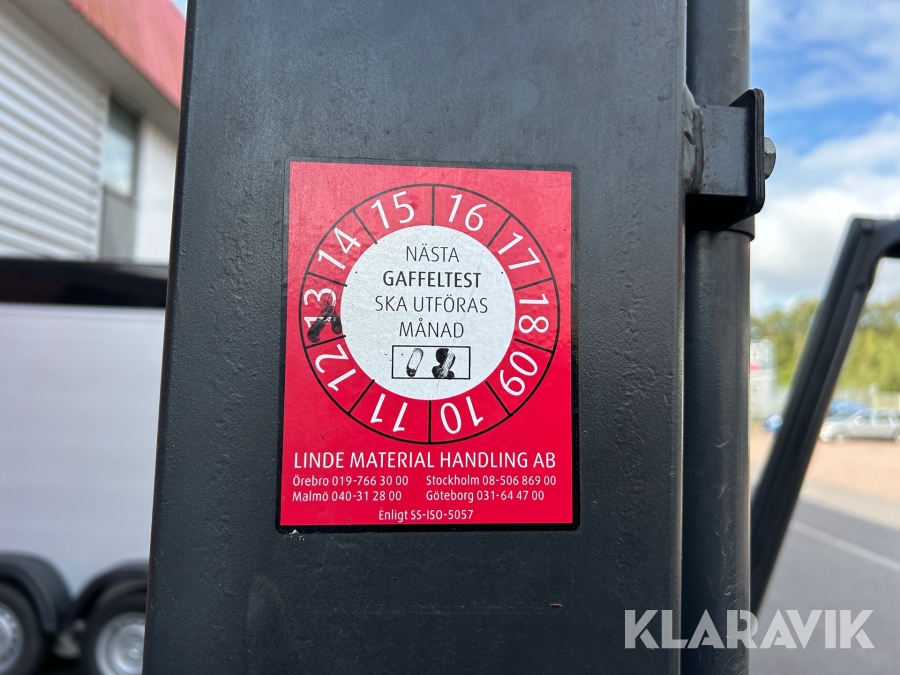 15 16
14 17
13 18
12 09
11 10
NÄSTA
GAFFELTEST
SKA UTFÖRAS
MÅNAD
LINDE MATERIAL HANDLING AB
Örebro 019-766 30 00 Stockholm 08-506 869 00
Malmö 040-31 28 00 Göteborg 031-64 47 00
Enligt SS-ISO-5057
KLARAVIK